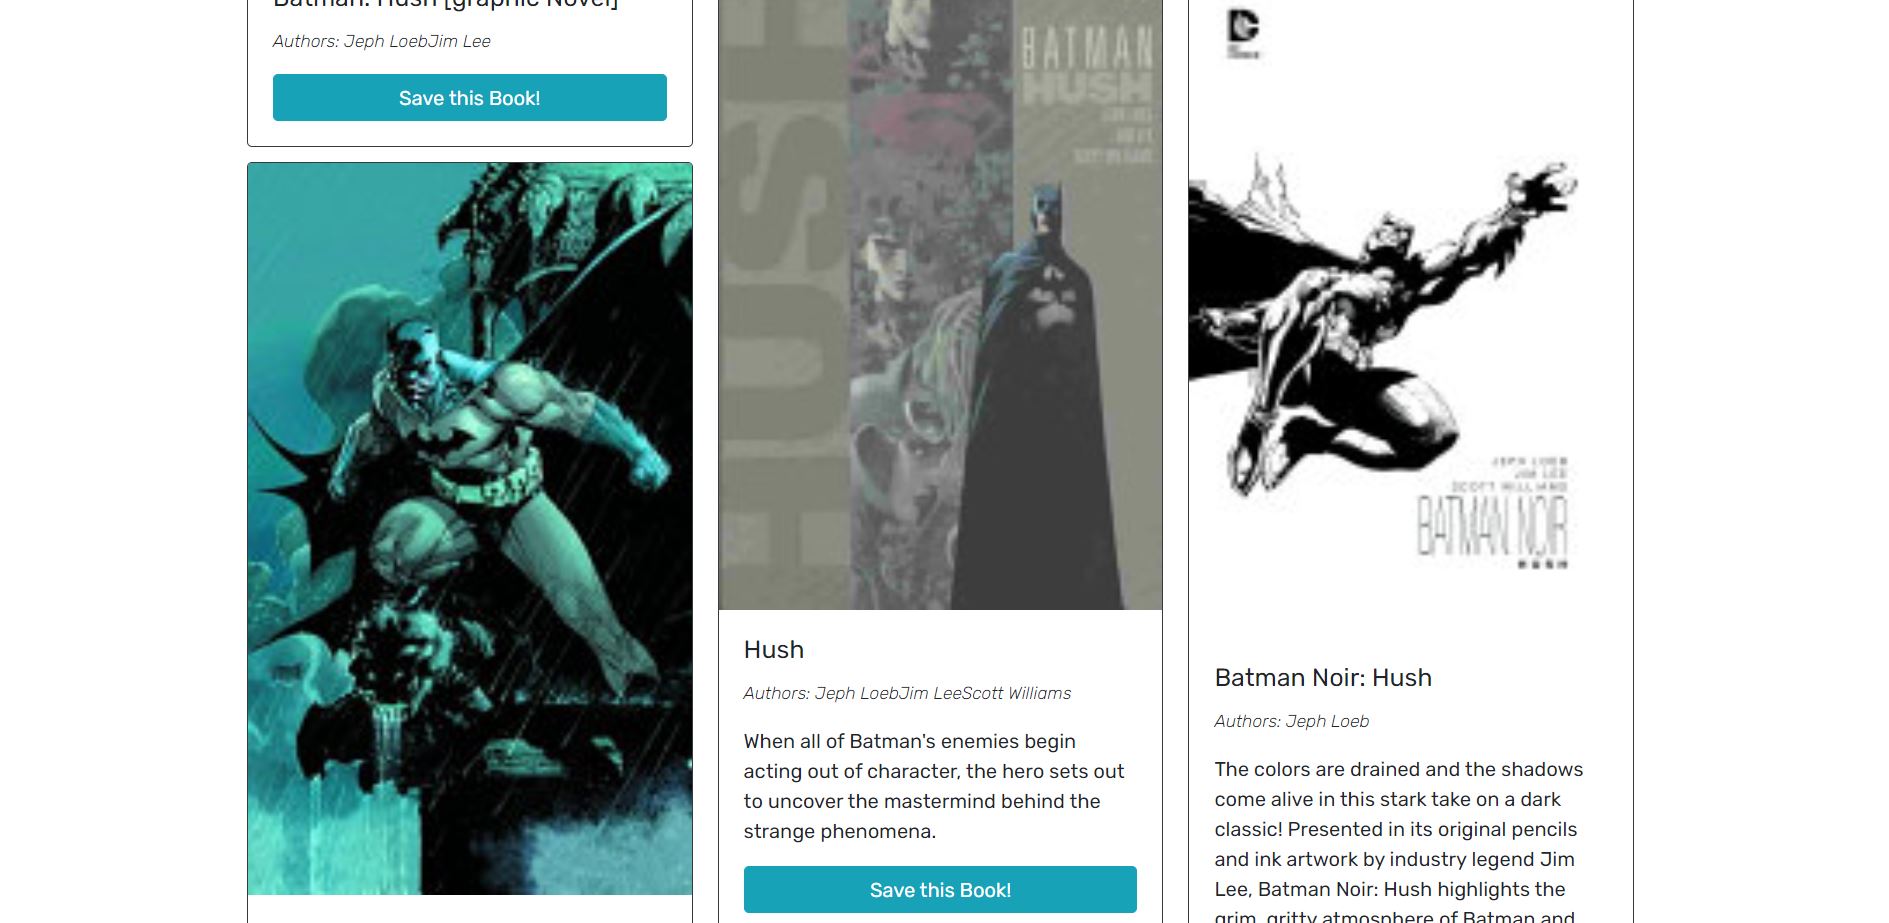 Batman: Hush [graphic Novel]
Authors: Jeph LoebJim Lee
Save this Book!
HUSH
BATMAN
HUSH
Hush
Authors: Jeph LoebJim LeeScott Williams
When all of Batman's enemies begin
acting out of character, the hero sets out
to uncover the mastermind behind the
strange phenomena.
Save this Book!
JEPH LOEB
JIM LEE
SCOTT WILLIAMS
BATMAN NOIR
Batman Noir: Hush
Authors: Jeph Loeb
The colors are drained and the shadows
come alive in this stark take on a dark
classic! Presented in its original pencils
and ink artwork by industry legend Jim
Lee, Batman Noir: Hush highlights the
grim, gritty atmosphere of Batman and